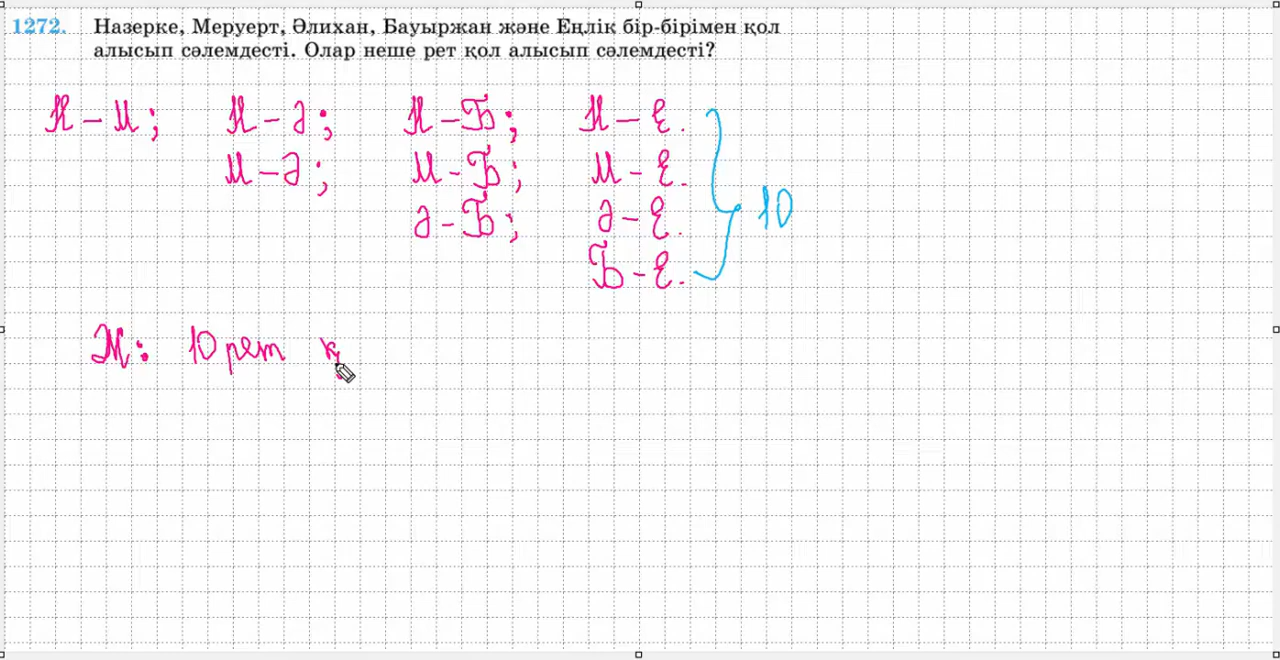 1272. Назерке, Меруерт, Әлихан, Бауыржан және Еңлік бір-бірімен қол
алысып сәлемдесті. Олар неше рет қол алысып сәлемдесті?
Н – М; Н – Ә; Н – Б; Н – Е.
М – Ә; М – Б; М – Е.
Ә – Б; Ә – Е.
Б – Е.
10
Ж: 10 рет қ